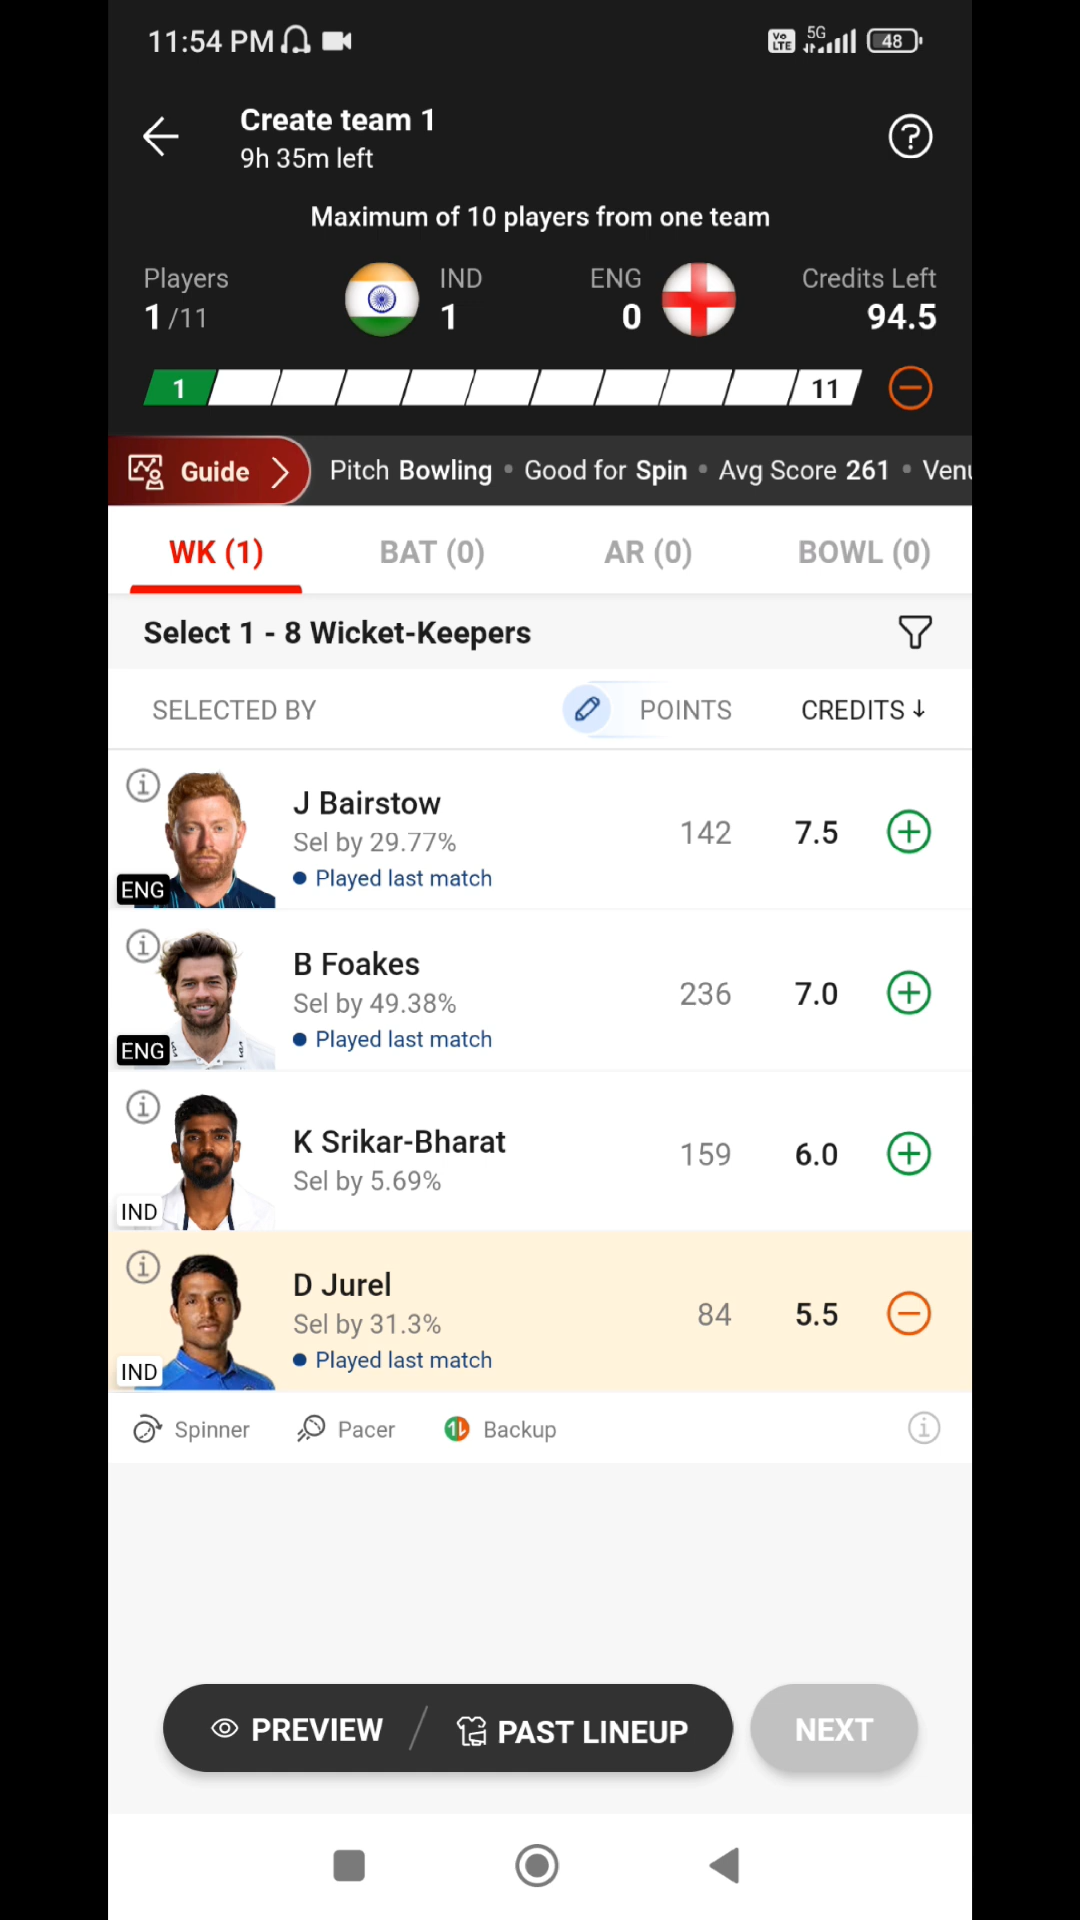 11:54 PM Vo LTE 5G 48
Create team 1
9h 35m left
Maximum of 10 players from one team
Players IND ENG Credits Left
1/11 1 0 94.5
1 11
Guide Pitch Bowling • Good for Spin • Avg Score 261 • Venu
WK (1) BAT (0) AR (0) BOWL (0)
Select 1 - 8 Wicket-Keepers
SELECTED BY POINTS CREDITS ↓
J Bairstow
Sel by 29.77% 142 7.5
• Played last match
ENG
B Foakes
Sel by 49.38% 236 7.0
• Played last match
ENG
K Srikar-Bharat 159 6.0
Sel by 5.69%
IND
D Jurel
Sel by 31.3% 84 5.5
• Played last match
IND
Spinner Pacer Backup
PREVIEW / PAST LINEUP NEXT